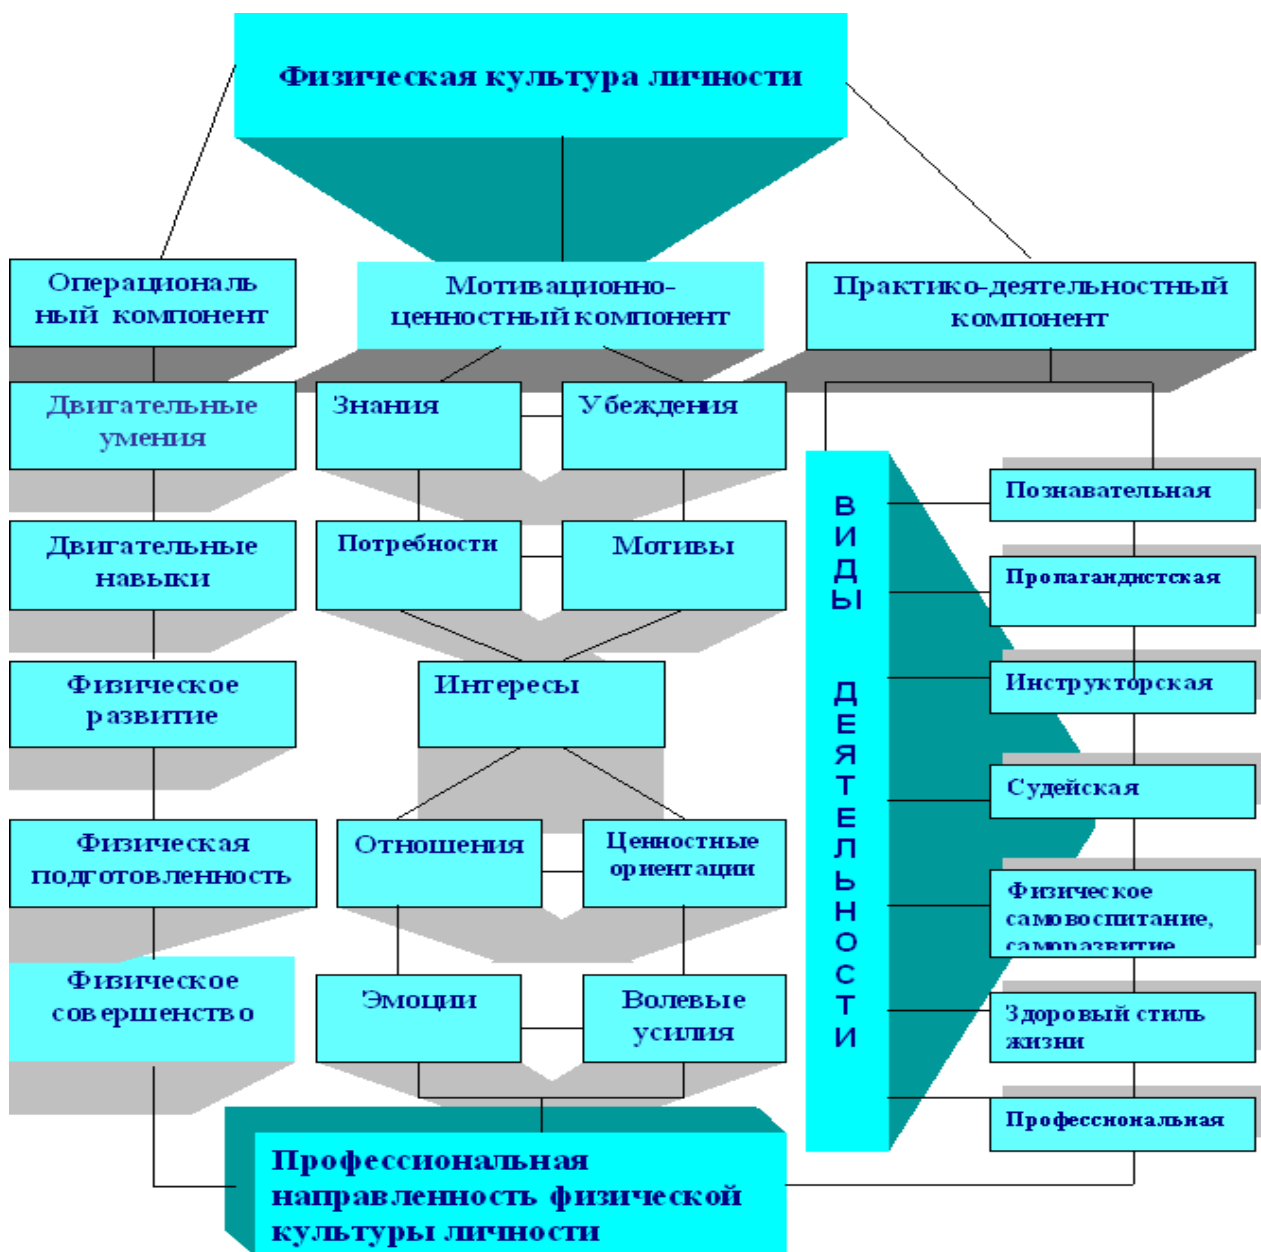 Физическая культура личности
Операциональ
ный компонент
Мотивационно-
ценностный компонент
Практико-деятельностный
компонент
Двигательные
умения
Знания
Убеждения
Двигательные
навыки
Потребности
Мотивы
Физическое
развитие
Интересы
Физическая
подготовленность
Отношения
Ценностные
ориентации
Физическое
совершенство
Эмоции
Волевые
усилия
ВИДЫ ДЕЯТЕЛЬНОСТИ
Познавательная
Пропагандистская
Инструкторская
Судейская
Физическое
самовоспитание,
саморазвитие
Здоровый стиль
жизни
Профессиональная
Профессиональная
направленность физической
культуры личности